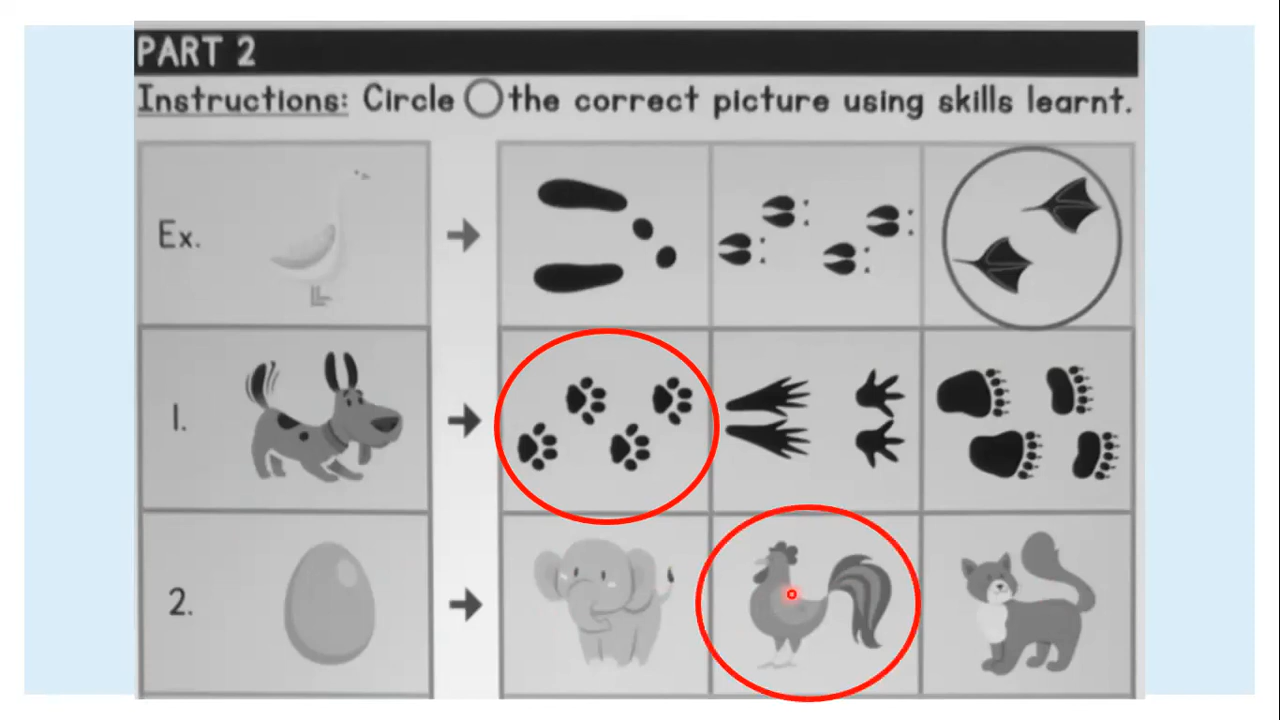 PART 2
Instructions: Circle the correct picture using skills learnt.
Ex.
1.
2.